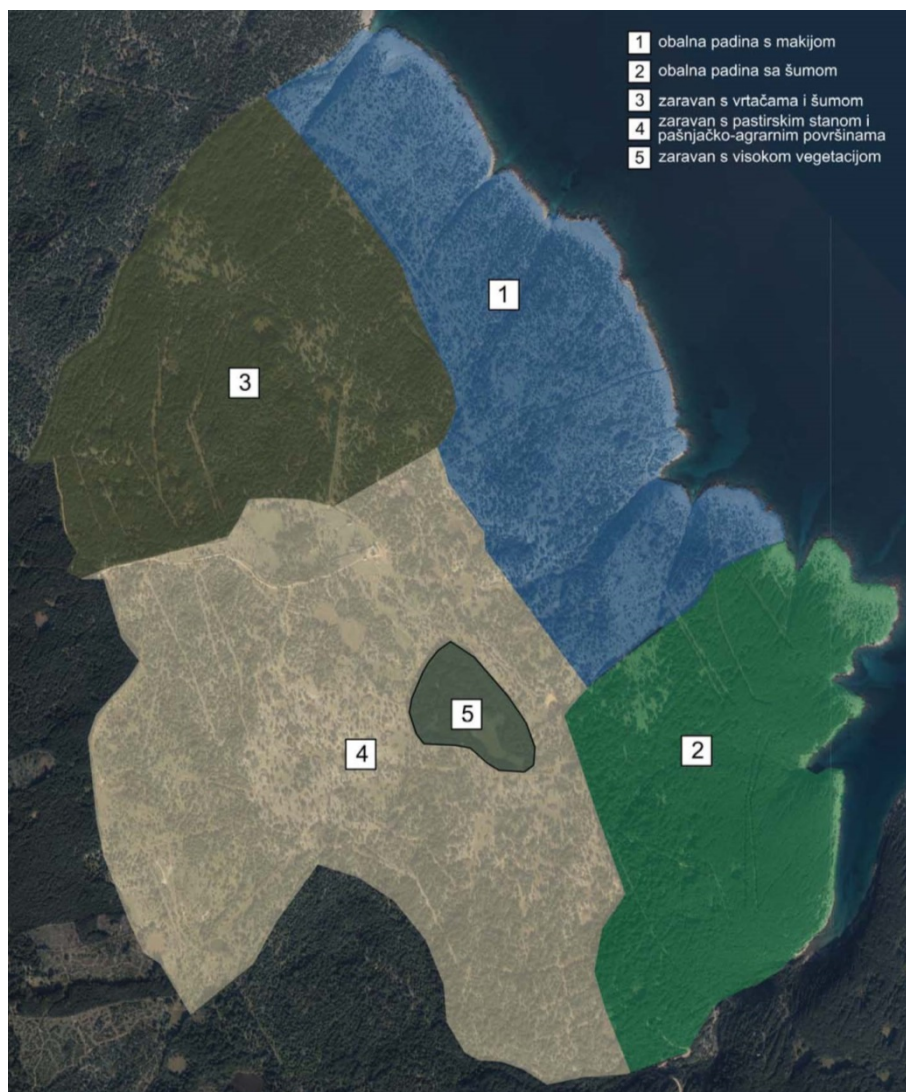 1 obalna padina s makijom
2 obalna padina sa šumom
3 zaravan s vrtačama i šumom
4 zaravan s pastirskim stanom i
pašnjačko-agrarnim površinama
5 zaravan s visokom vegetacijom
1
3
5
4
2